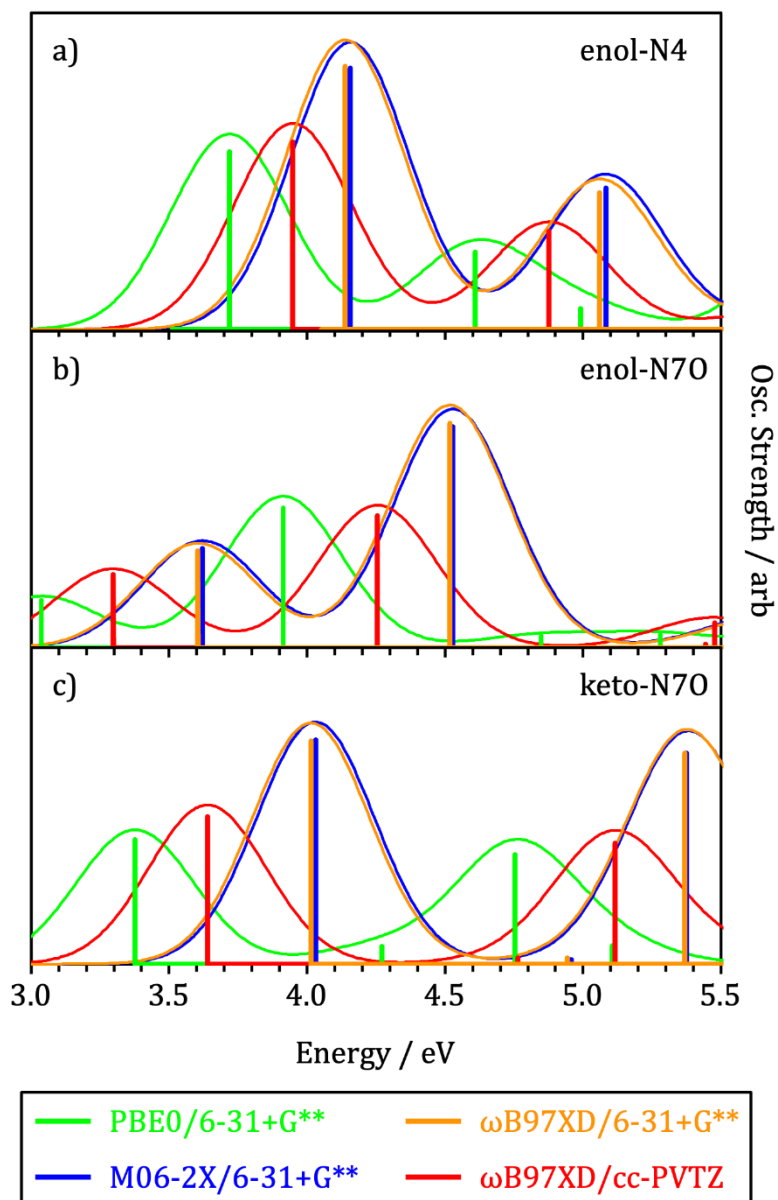 a)
enol-N4
b)
enol-N7O
c)
keto-N7O
Osc. Strength / arb
3.0 3.5 4.0 4.5 5.0 5.5
Energy / eV
PBE0/6-31+G** ωB97XD/6-31+G**
M06-2X/6-31+G** ωB97XD/cc-PVTZ